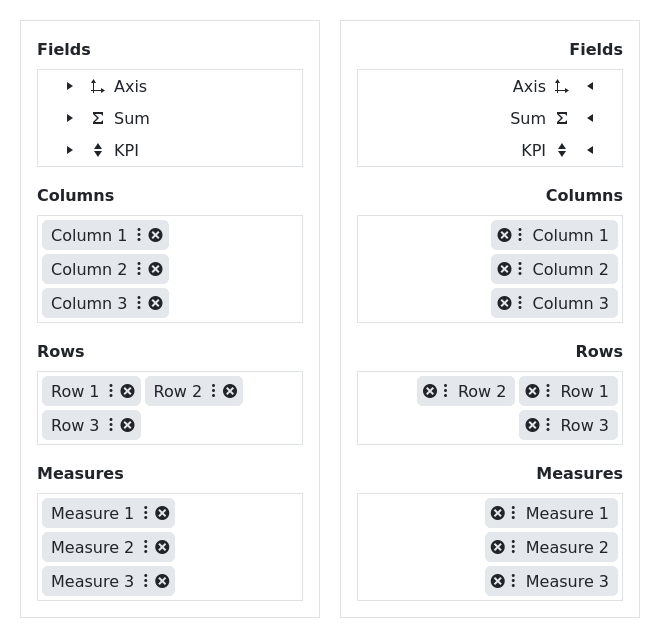 Fields
Axis
Sum
KPI
Columns
Column 1
Column 2
Column 3
Rows
Row 1 Row 2
Row 3
Measures
Measure 1
Measure 2
Measure 3
Fields
Axis
Sum
KPI
Columns
Column 1
Column 2
Column 3
Rows
Row 2 Row 1
Row 3
Measures
Measure 1
Measure 2
Measure 3